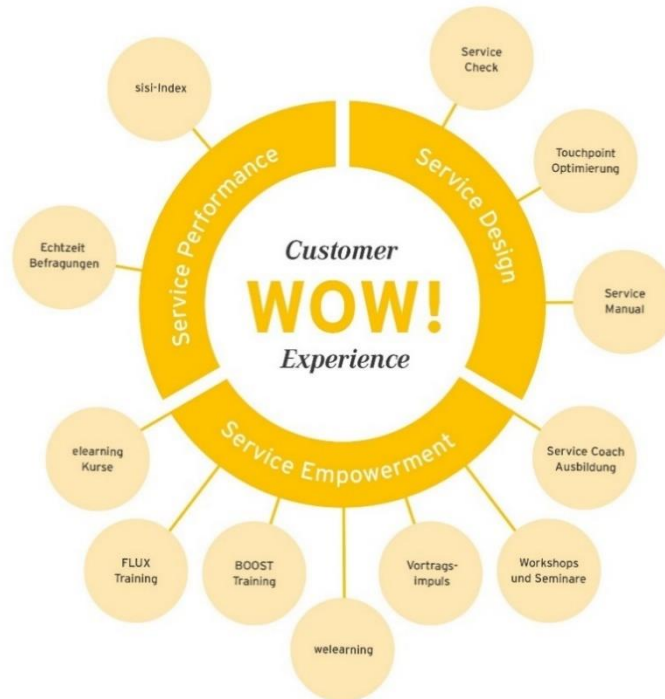 Customer
WOW!
Experience
Service Design
Service
Check
Touchpoint
Optimierung
Service
Manual
Service Empowerment
Service Coach
Ausbildung
Workshops
und Seminare
Vortrags-
impuls
welearning
BOOST
Training
FLUX
Training
elearning
Kurse
Service Performance
Echtzeit
Befragungen
sisi-Index